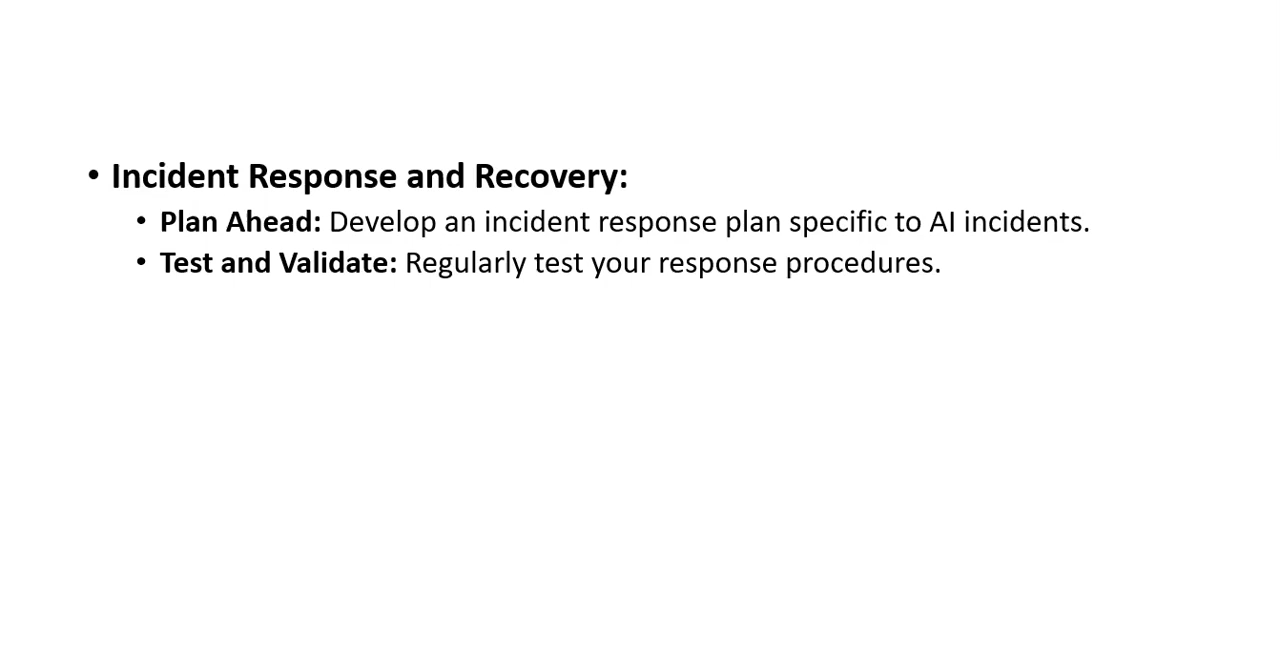 • Incident Response and Recovery:
• Plan Ahead: Develop an incident response plan specific to AI incidents.
• Test and Validate: Regularly test your response procedures.